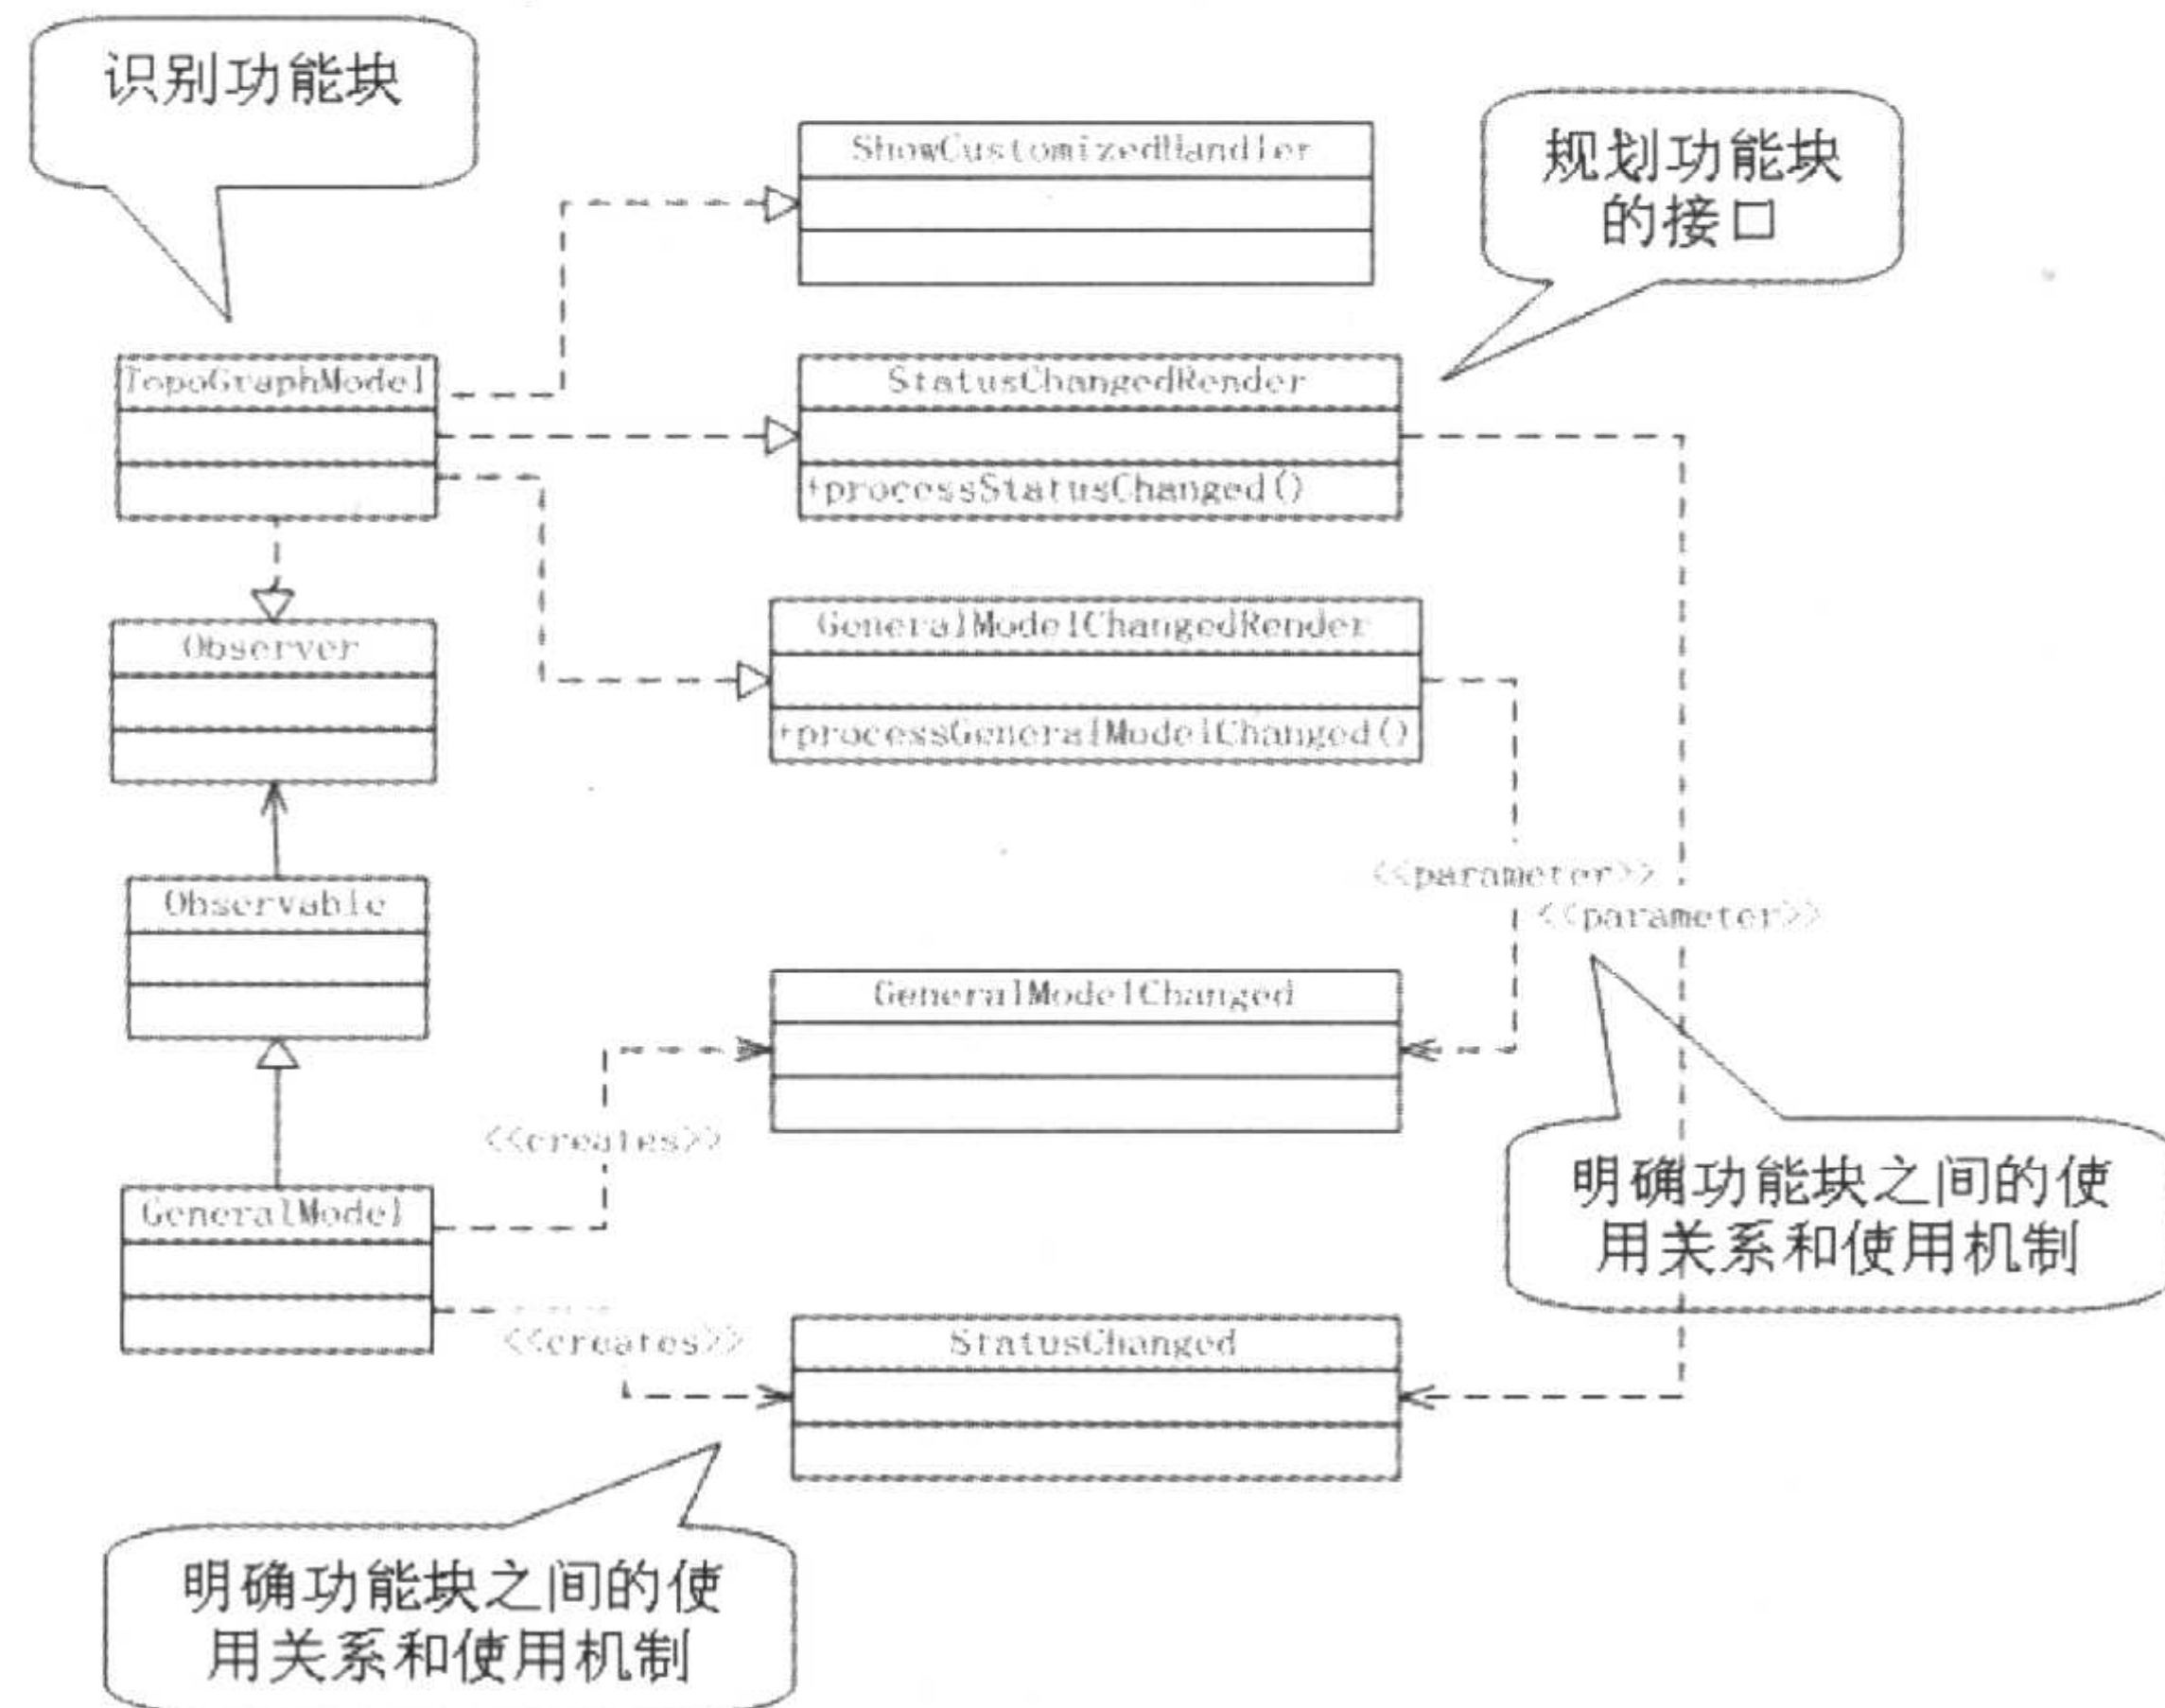 识别功能块
ShowCustomizedHandler
规划功能块
的接口
TopoGraphModel
StatusChangedRender
+processStatusChanged()
GeneralModelChangedRender
+processGeneralModelChanged()
Observer
Observable
<<parameter>>
<<parameter>>
GeneralModelChanged
<<creates>>
GeneralModel
明确功能块之间的使
用关系和使用机制
<<creates>>
StatusChanged
明确功能块之间的使
用关系和使用机制